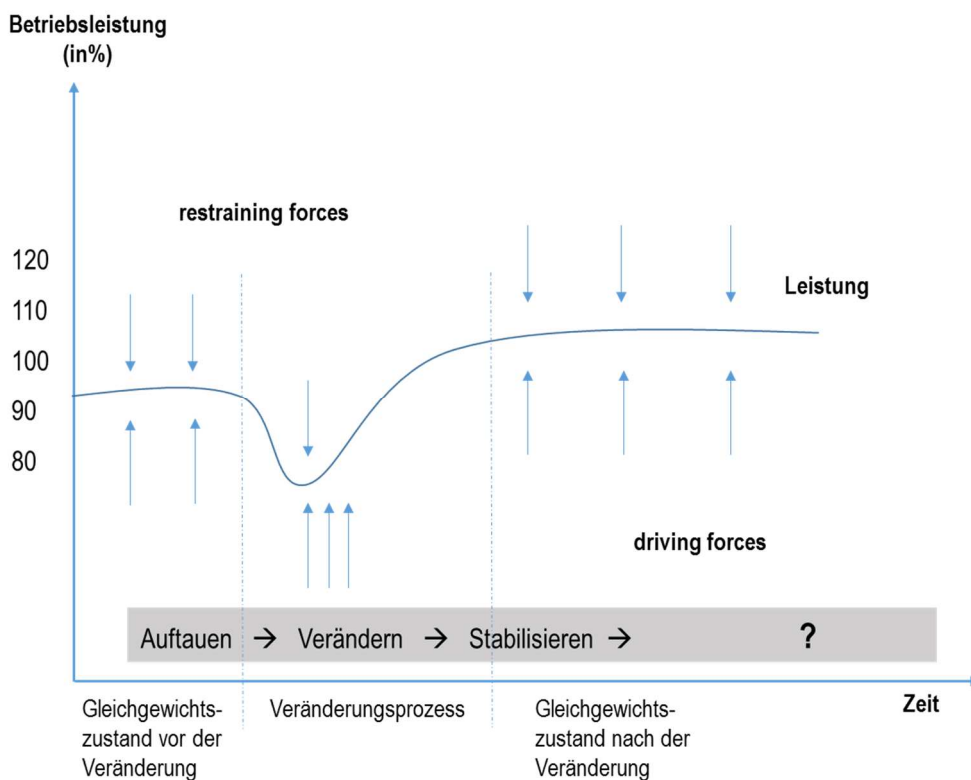 Betriebsleistung
(in%)
restraining forces
120
110
100
90
80
Leistung
driving forces
Auftauen → Verändern → Stabilisieren → ?
Zeit
Gleichgewichts-
zustand vor der
Veränderung
Veränderungsprozess
Gleichgewichts-
zustand nach der
Veränderung